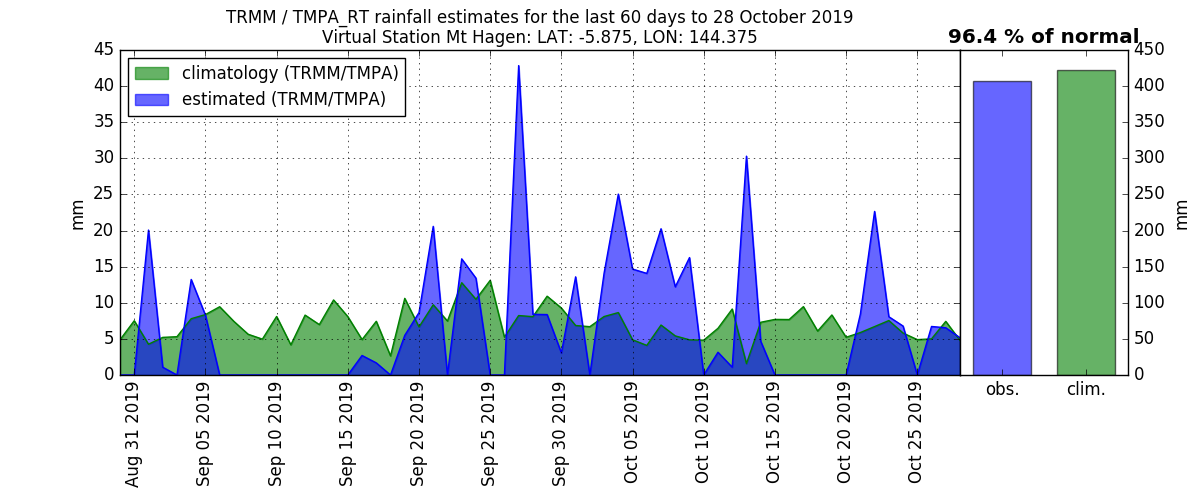 TRMM / TMPA_RT rainfall estimates for the last 60 days to 28 October 2019
Virtual Station Mt Hagen: LAT: -5.875, LON: 144.375
96.4 % of normal
climatology (TRMM/TMPA)
estimated (TRMM/TMPA)
45
40
35
30
25
20
15
10
5
0
mm
450
400
350
300
250
200
150
100
50
0
mm
obs.
clim.
Aug 31 2019
Sep 05 2019
Sep 10 2019
Sep 15 2019
Sep 20 2019
Sep 25 2019
Sep 30 2019
Oct 05 2019
Oct 10 2019
Oct 15 2019
Oct 20 2019
Oct 25 2019